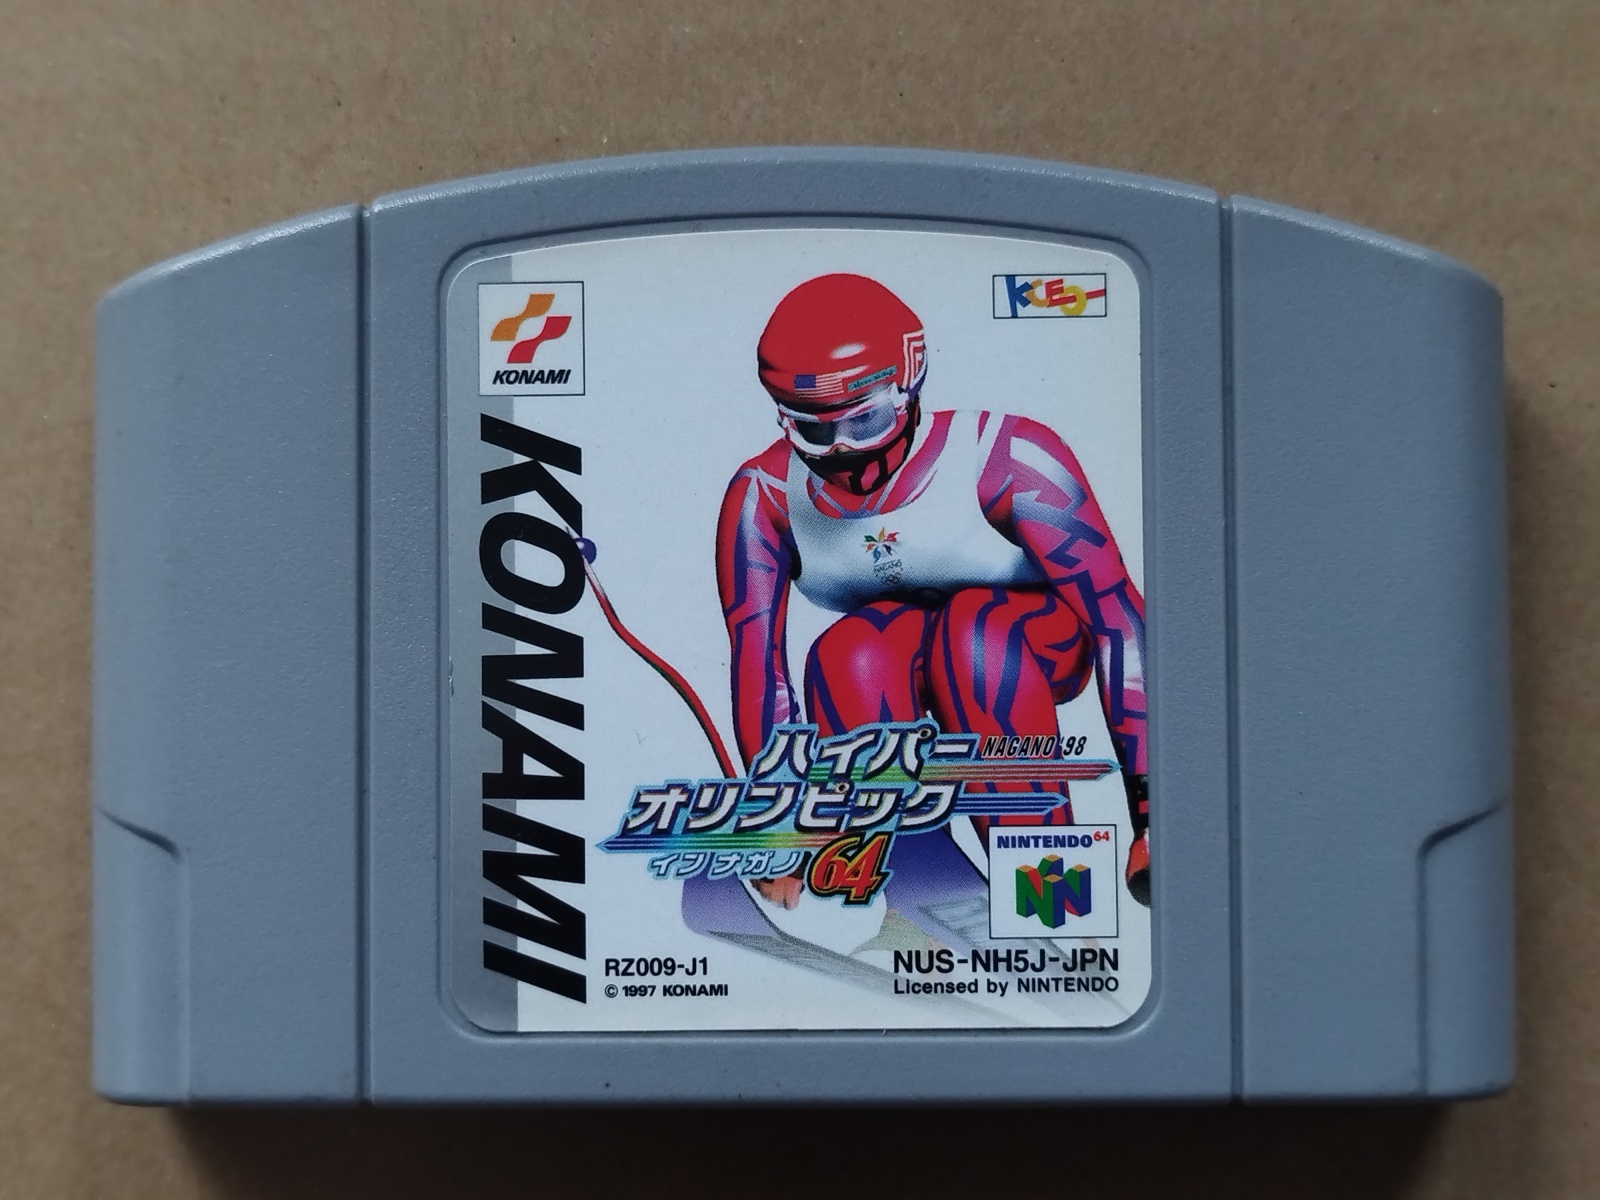 KONAMI
KCEO
KONAMI
NAGANO
ハイパー NAGANO'98
オリンピック
イン ナガノ 64
NINTENDO64
RZ009-J1
© 1997 KONAMI
NUS-NH5J-JPN
Licensed by NINTENDO